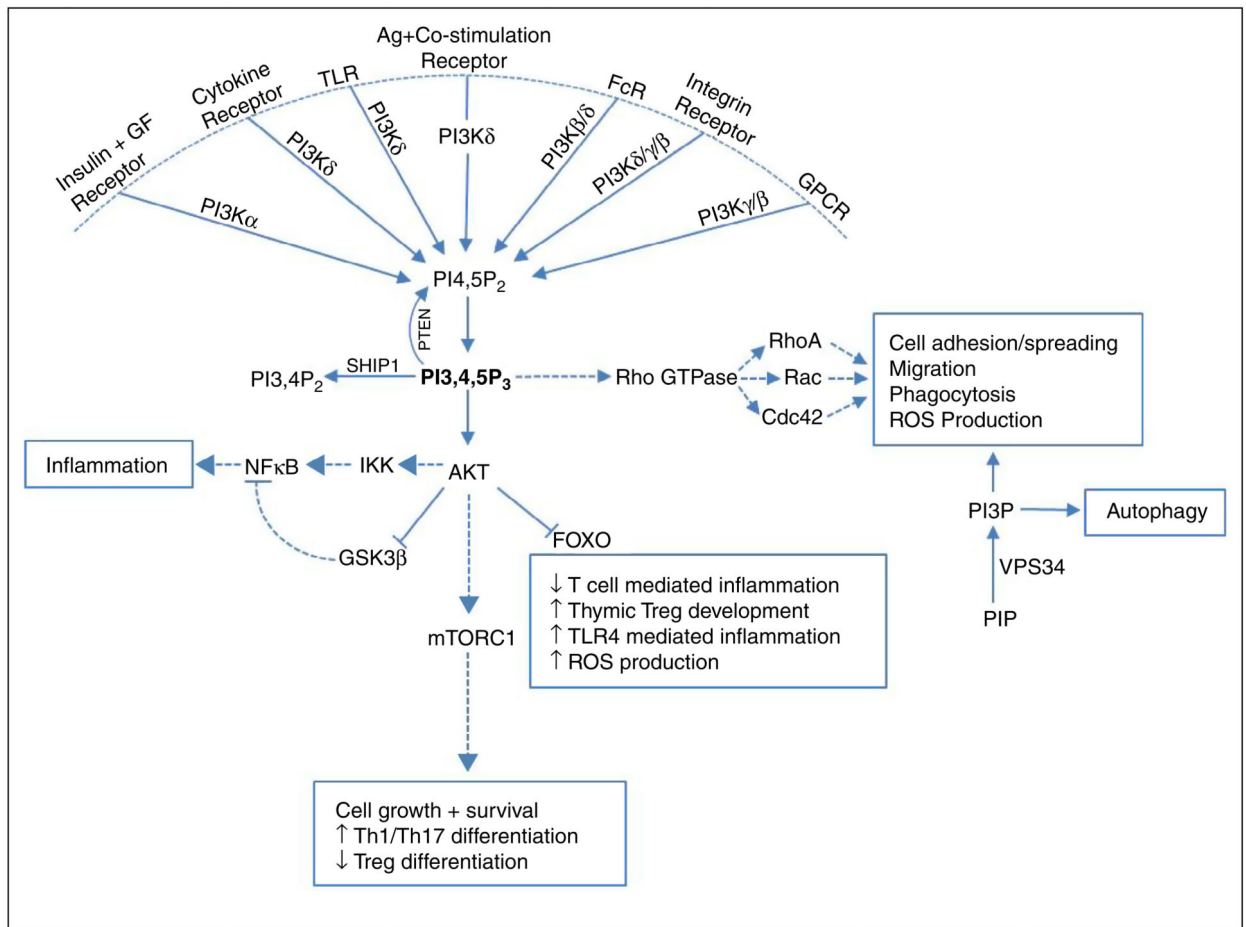 Ag+Co-stimulation
Receptor
TLR
FcR
Cytokine
Receptor
Integrin
Receptor
Insulin + GF
Receptor
GPCR
PI3Kα
PI3Kδ
PI3Kδ
PI3Kδ
PI3Kβ/δ
PI3Kδ/γ/β
PI3Kγ/β
PI4,5P₂
PTEN
PI3,4P₂
SHIP1
PI3,4,5P₃
Rho GTPase
RhoA
Rac
Cdc42
Cell adhesion/spreading
Migration
Phagocytosis
ROS Production
Inflammation
NFκB
IKK
AKT
GSK3β
FOXO
↓ T cell mediated inflammation
↑ Thymic Treg development
↑ TLR4 mediated inflammation
↑ ROS production
PI3P
Autophagy
VPS34
PIP
mTORC1
Cell growth + survival
↑ Th1/Th17 differentiation
↓ Treg differentiation